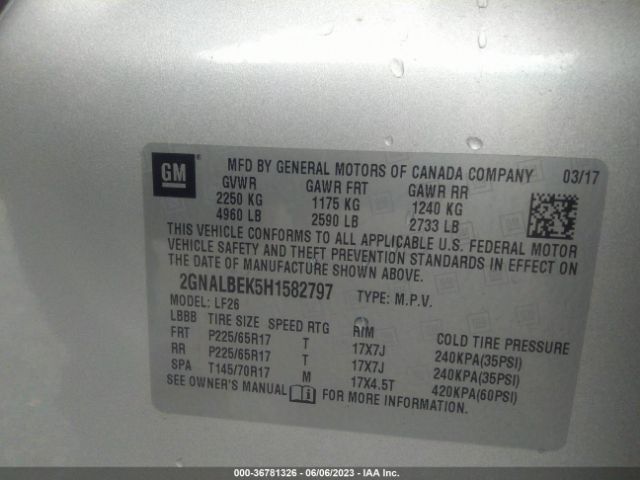 GM
MFD BY GENERAL MOTORS OF CANADA COMPANY 03/17
GVWR GAWR FRT GAWR RR
2250 KG 1175 KG 1240 KG
4960 LB 2590 LB 2733 LB
THIS VEHICLE CONFORMS TO ALL APPLICABLE U.S. FEDERAL MOTOR
VEHICLE SAFETY AND THEFT PREVENTION STANDARDS IN EFFECT ON
THE DATE OF MANUFACTURE SHOWN ABOVE.
2GNALBEK5H1582797 TYPE: M.P.V.
MODEL: LF26
LBBB TIRE SIZE SPEED RTG RIM COLD TIRE PRESSURE
FRT P225/65R17 T 17X7J 240KPA(35PSI)
RR P225/65R17 T 17X7J 240KPA(35PSI)
SPA T145/70R17 M 17X4.5T 420KPA(60PSI)
SEE OWNER'S MANUAL FOR MORE INFORMATION.
000-36781326 / 06/06/2023 - IAA Inc.